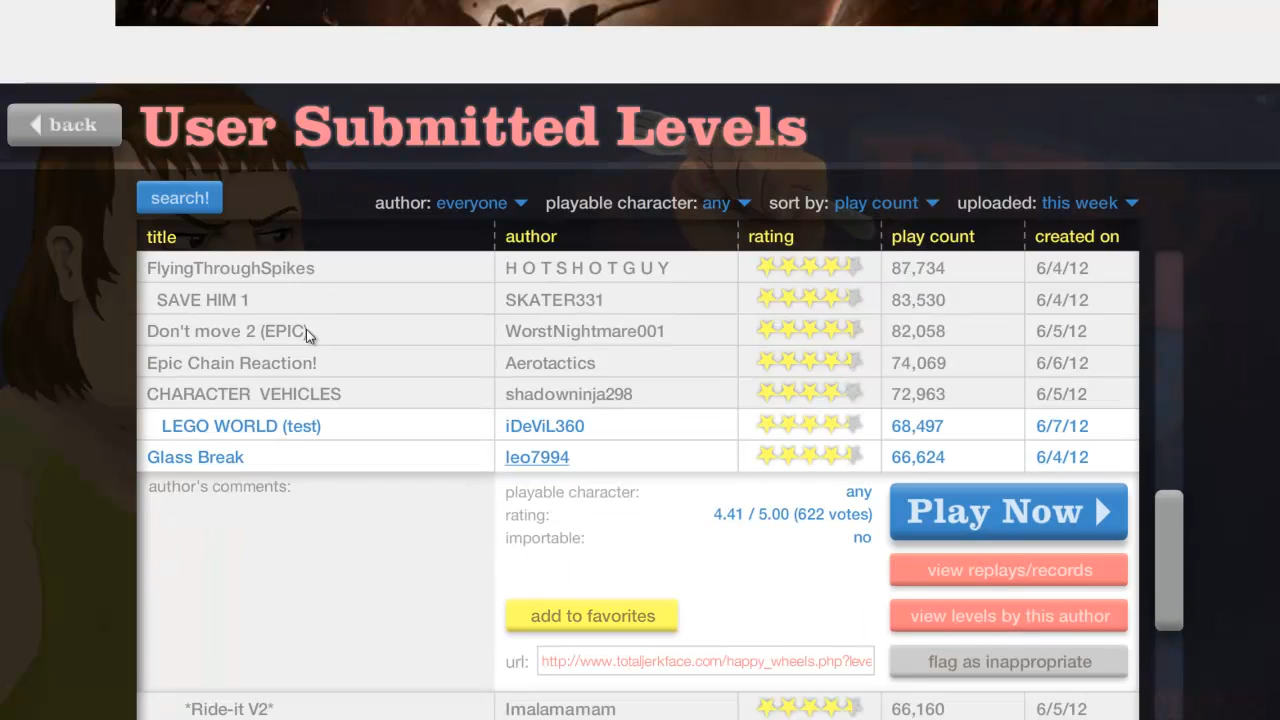 back
User Submitted Levels
search! author: everyone playable character: any sort by: play count uploaded: this week
title author rating play count created on
FlyingThroughSpikes H O T S H O T G U Y 87,734 6/4/12
SAVE HIM 1 SKATER331 83,530 6/4/12
Don't move 2 (EPIC) WorstNightmare001 82,058 6/5/12
Epic Chain Reaction! Aerotactics 74,069 6/6/12
CHARACTER VEHICLES shadowninja298 72,963 6/5/12
LEGO WORLD (test) iDeViL360 68,497 6/7/12
Glass Break leo7994 66,624 6/4/12
author's comments:
playable character: any
rating: 4.41 / 5.00 (622 votes)
importable: no
Play Now
view replays/records
add to favorites
view levels by this author
url: http://www.totaljerkface.com/happy_wheels.php?leve
flag as inappropriate
*Ride-it V2* Imalamamam 66,160 6/5/12